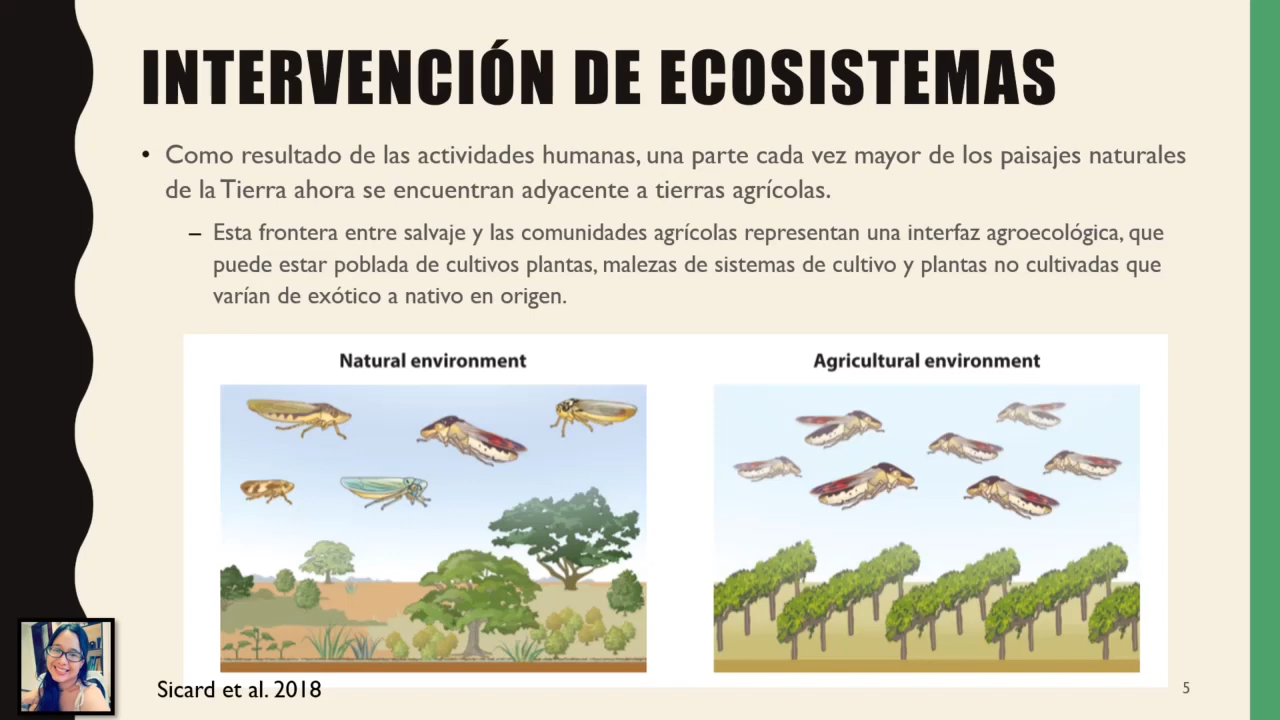 INTERVENCIÓN DE ECOSISTEMAS
• Como resultado de las actividades humanas, una parte cada vez mayor de los paisajes naturales
de la Tierra ahora se encuentran adyacente a tierras agrícolas.
– Esta frontera entre salvaje y las comunidades agrícolas representan una interfaz agroecológica, que
puede estar poblada de cultivos plantas, malezas de sistemas de cultivo y plantas no cultivadas que
varían de exótico a nativo en origen.
Natural environment
Agricultural environment
Sicard et al. 2018
5